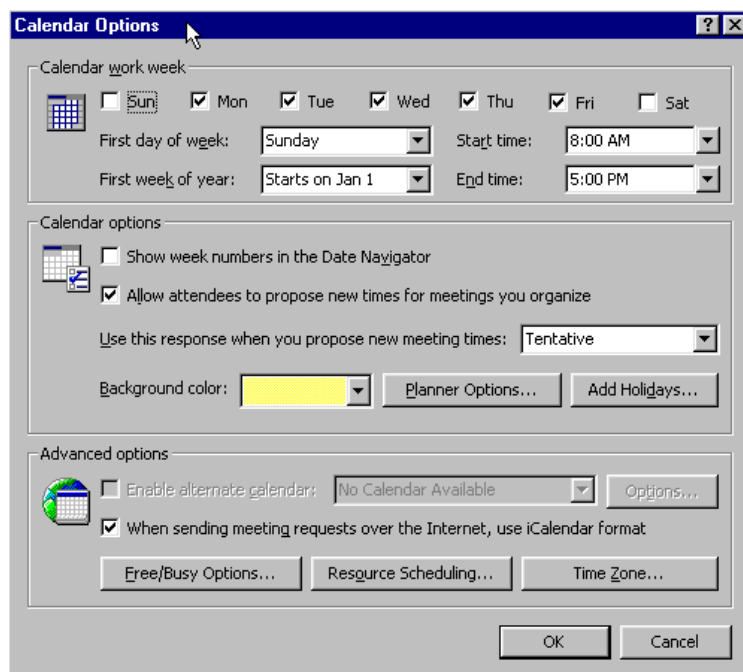 Calendar Options
Calendar work week
Sun Mon Tue Wed Thu Fri Sat
First day of week: Sunday Start time: 8:00 AM
First week of year: Starts on Jan 1 End time: 5:00 PM
Calendar options
Show week numbers in the Date Navigator
Allow attendees to propose new times for meetings you organize
Use this response when you propose new meeting times: Tentative
Background color: Planner Options... Add Holidays...
Advanced options
Enable alternate calendar: No Calendar Available Options...
When sending meeting requests over the Internet, use iCalendar format
Free/Busy Options... Resource Scheduling... Time Zone...
OK Cancel